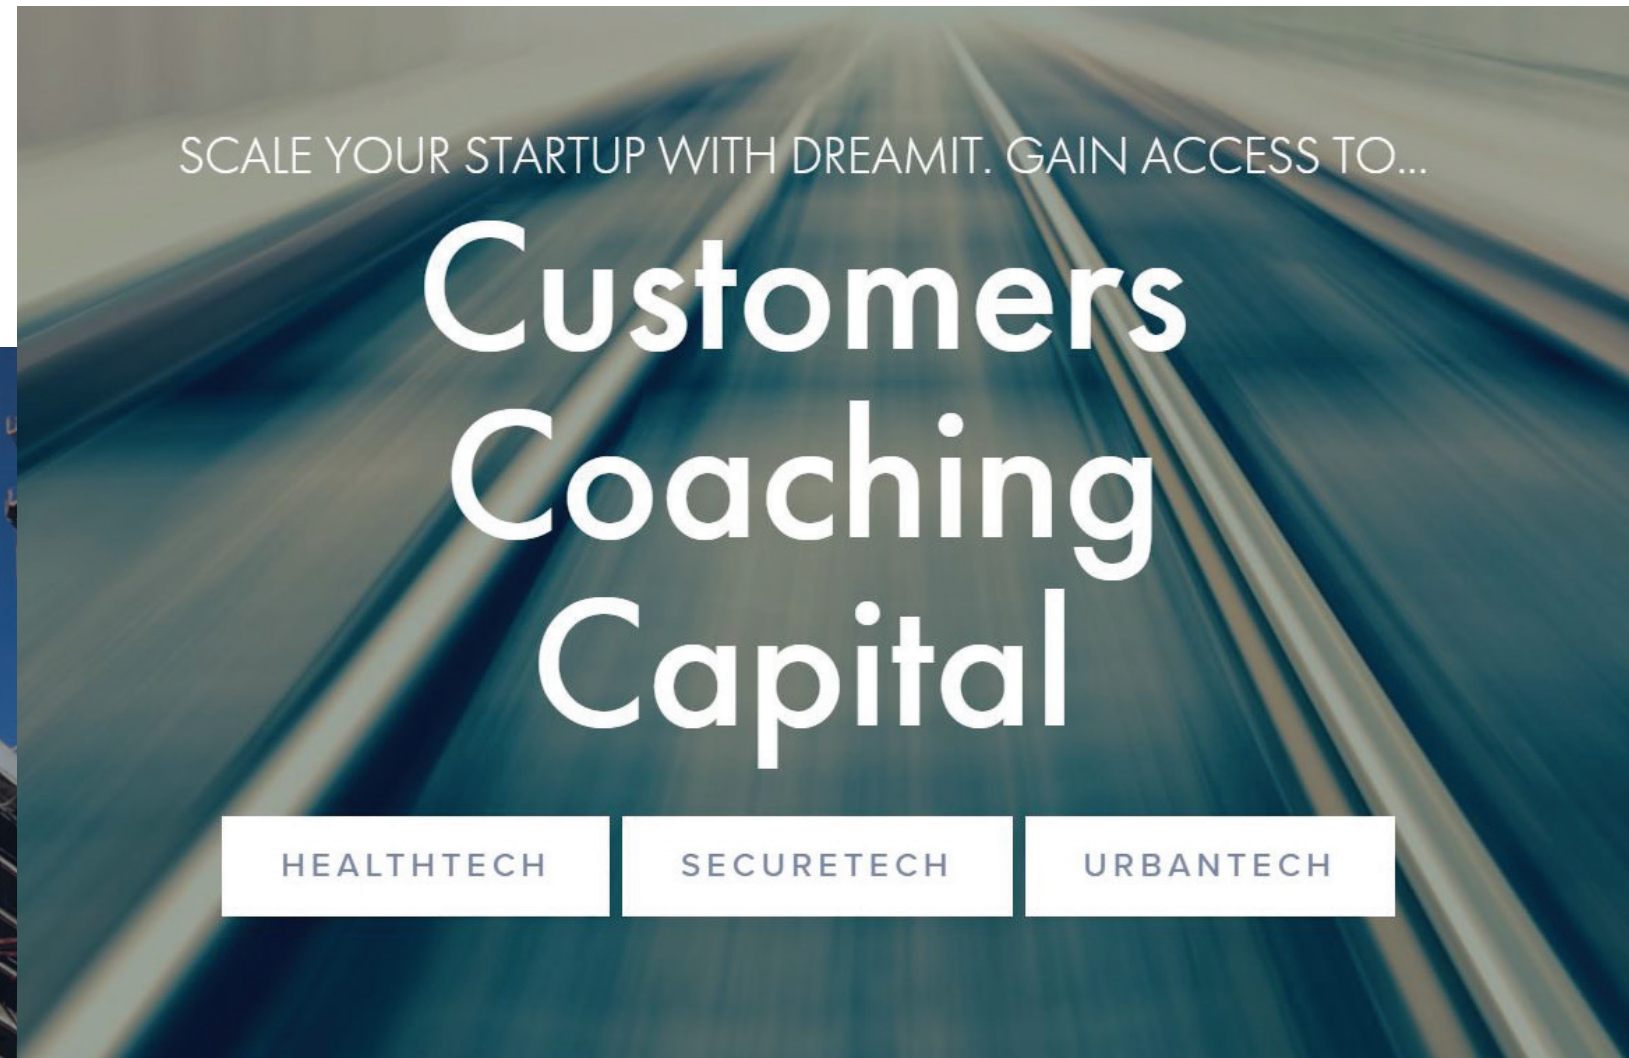 SCALE YOUR STARTUP WITH DREAMIT. GAIN ACCESS TO...
Customers
Coaching
Capital
HEALTHTECH SECURETECH URBANTECH